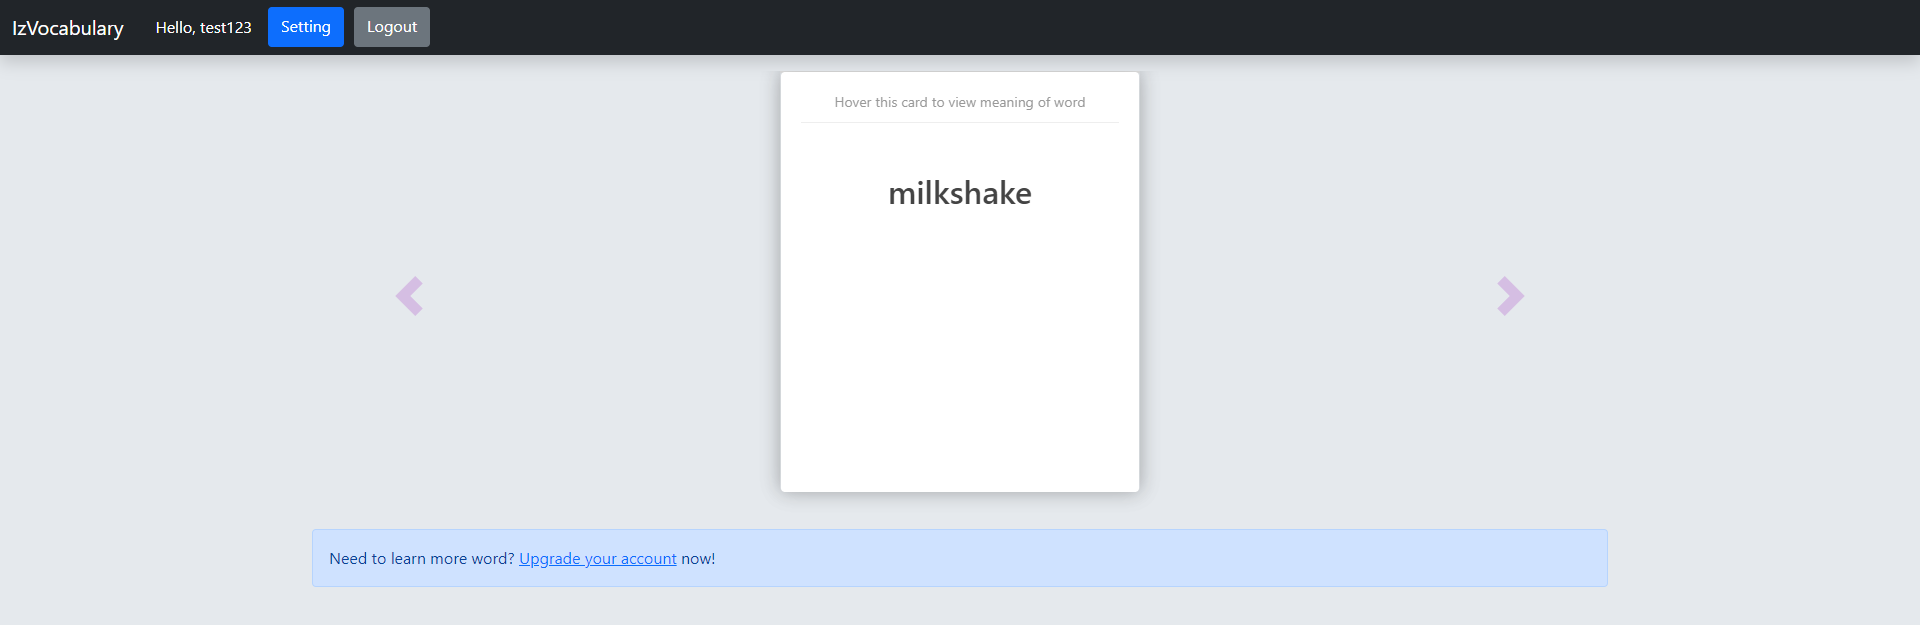 IzVocabulary Hello, test123 Setting Logout
Hover this card to view meaning of word
milkshake
Need to learn more word? Upgrade your account now!